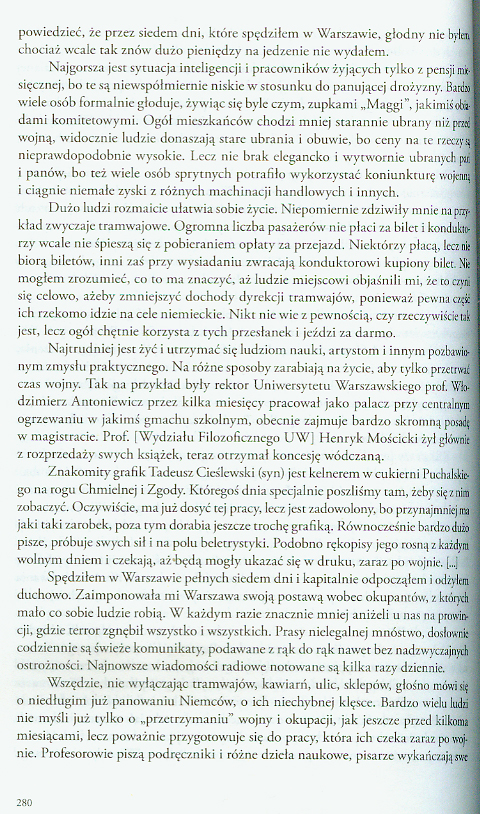 powiedzieć, że przez siedem dni, które spędziłem w Warszawie, głodny nie byłem,
chociaż wcale tak znów dużo pieniędzy na jedzenie nie wydałem.
Najgorsza jest sytuacja inteligencji i pracowników żyjących tylko z pensji mie-
sięcznej, bo te są niewspółmiernie niskie w stosunku do panującej drożyzny. Bardzo
wiele osób formalnie głoduje, żywiąc się byle czym, zupkami „Maggi", jakimiś obia-
dami komitetowymi. Ogół mieszkańców chodzi mniej starannie ubrany niż przed
wojną, widocznie ludzie donaszają stare ubrania i obuwie, bo ceny na te rzeczy są
nieprawdopodobnie wysokie. Lecz nie brak elegancko i wytwornie ubranych pań
i panów, bo też wiele osób sprytnych potrafiło wykorzystać koniunkturę wojenną
i ciągnie niemałe zyski z różnych machinacji handlowych i innych.
Dużo ludzi rozmaicie ułatwia sobie życie. Niepomiernie zdziwiły mnie na przy-
kład zwyczaje tramwajowe. Ogromna liczba pasażerów nie płaci za bilet i kondukto-
rzy wcale nie śpieszą się z pobieraniem opłaty za przejazd. Niektórzy płacą, lecz nie
biorą biletów, inni zaś przy wysiadaniu zwracają konduktorowi kupiony bilet. Nie
mogłem zrozumieć, co to ma znaczyć, aż ludzie miejscowi objaśnili mi, że to czyni
się celowo, ażeby zmniejszyć dochody dyrekcji tramwajów, ponieważ pewna część
ich rzekomo idzie na cele niemieckie. Nikt nie wie z pewnością, czy rzeczywiście tak
jest, lecz ogół chętnie korzysta z tych przesłanek i jeździ za darmo.
Najtrudniej jest żyć i utrzymać się ludziom nauki, artystom i innym pozbawio-
nym zmysłu praktycznego. Na różne sposoby zarabiają na życie, aby tylko przetrwać
czas wojny. Tak na przykład były rektor Uniwersytetu Warszawskiego prof. Wło-
dzimierz Antoniewicz przez kilka miesięcy pracował jako palacz przy centralnym
ogrzewaniu w jakimś gmachu szkolnym, obecnie zajmuje bardzo skromną posadę
w magistracie. Prof. [Wydziału Filozoficznego UW] Henryk Mościcki żył głównie
z rozprzedaży swych książek, teraz otrzymał koncesję wódczaną.
Znakomity grafik Tadeusz Cieślewski (syn) jest kelnerem w cukierni Puchalskie-
go na rogu Chmielnej i Zgody. Któregoś dnia specjalnie poszliśmy tam, żeby się z nim
zobaczyć. Oczywiście, ma już dosyć tej pracy, lecz jest zadowolony, bo przynajmniej ma
jaki taki zarobek, poza tym dorabia jeszcze trochę grafiką. Równocześnie bardzo dużo
pisze, próbuje swych sił i na polu beletrystyki. Podobno rękopisy jego rosną z każdym
wolnym dniem i czekają, aż będą mogły ukazać się w druku, zaraz po wojnie. [...]
Spędziłem w Warszawie pełnych siedem dni i kapitalnie odpocząłem i odżyłem
duchowo. Zaimponowała mi Warszawa swoją postawą wobec okupantów, z których
mało co sobie ludzie robią. W każdym razie znacznie mniej aniżeli u nas na prowin-
cji, gdzie terror zgnębił wszystko i wszystkich. Prasy nielegalnej mnóstwo, dosłownie
codziennie są świeże komunikaty, podawane z rąk do rąk nawet bez nadzwyczajnych
ostrożności. Najnowsze wiadomości radiowe notowane są kilka razy dziennie.
Wszędzie, nie wyłączając tramwajów, kawiarń, ulic, sklepów, głośno mówi się
o niedługim już panowaniu Niemców, o ich niechybnej klęsce. Bardzo wielu ludzi
nie myśli już tylko o „przetrzymaniu" wojny i okupacji, jak jeszcze przed kilkoma
miesiącami, lecz poważnie przygotowuje się do pracy, która ich czeka zaraz po woj-
nie. Profesorowie piszą podręczniki i różne dzieła naukowe, pisarze wykańczają swe
280